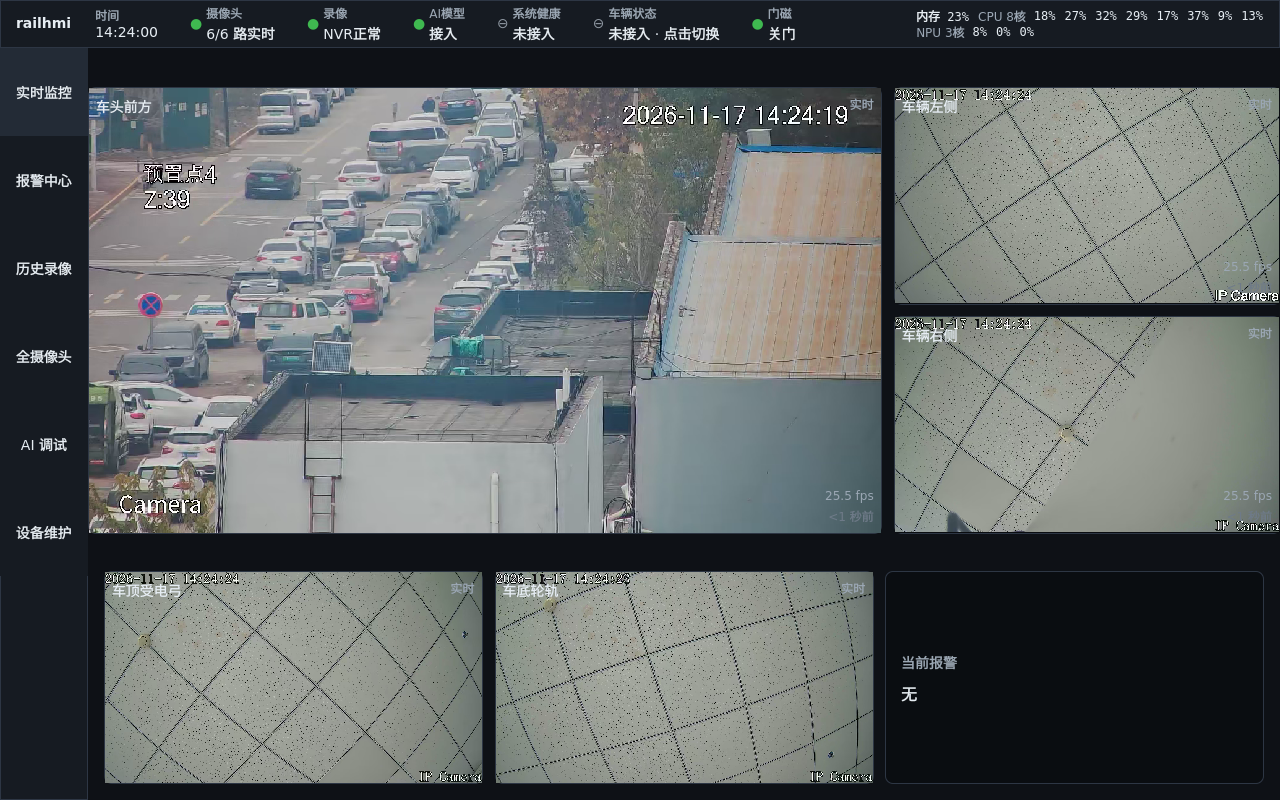 railhmi
时间
14:24:00
摄像头
6/6 路实时
录像
NVR正常
AI模型
接入
系统健康
未接入
车辆状态
未接入 · 点击切换
门磁
关门
内存 23% CPU 8核 18% 27% 32% 29% 17% 37% 9% 13%
NPU 3核 8% 0% 0%
实时监控
报警中心
历史录像
全摄像头
AI 调试
设备维护
车头前方
实时
2026-11-17 14:24:19
预置点4
Z:39
Camera
25.5 fps
<1 秒前
2026-11-17 14:24:24
车辆左侧
实时
25.5 fps
IP Camera
2026-11-17 14:24:24
车辆右侧
实时
25.5 fps
IP Camera
2026-11-17 14:24:24
车顶受电弓
实时
IP Camera
车底轮轨
实时
IP Camera
当前报警
无